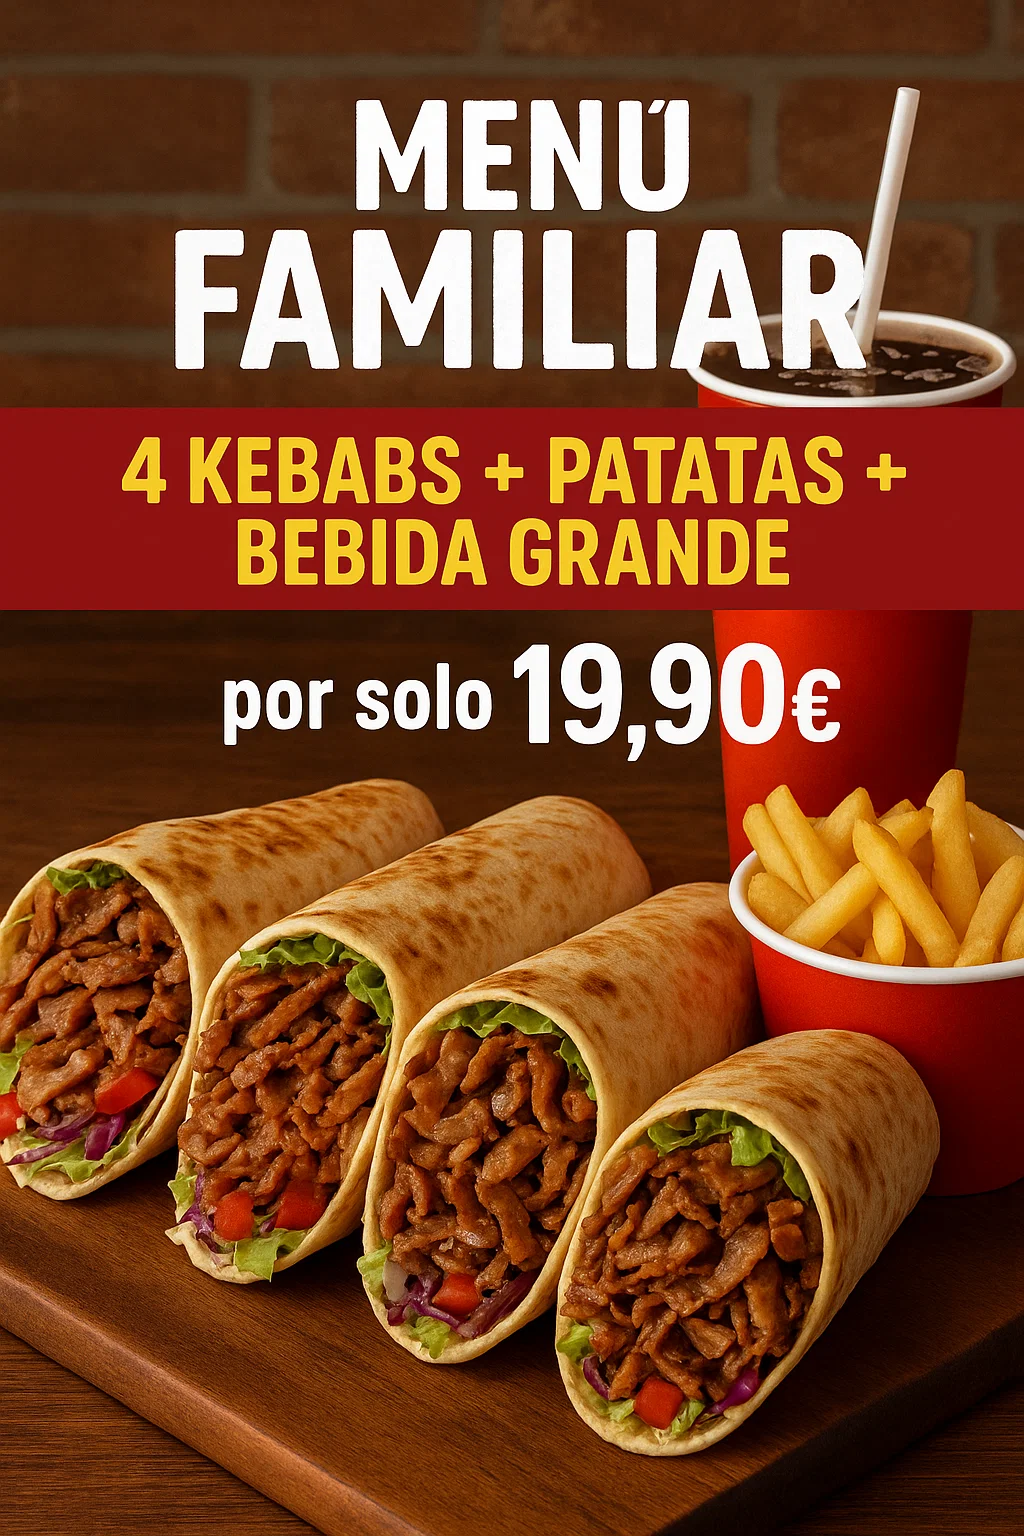 MENÚ
FAMILIAR
4 KEBABS + PATATAS +
BEBIDA GRANDE
por solo 19,90€